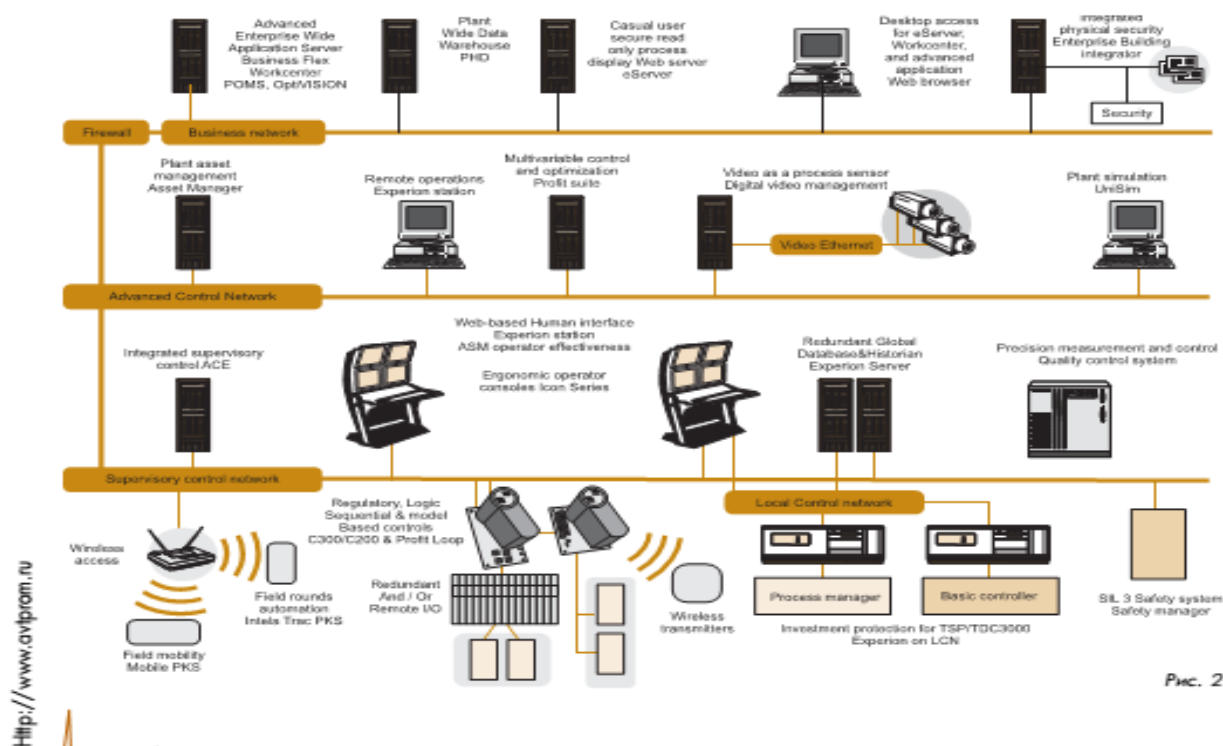 Advanced
Enterprise Wide
Application Server
Business Flex
Workcenter
POMS, OptiVISION
Plant
Wide Data
Warehouse
PHD
Casual user
secure read
only process
display Web server
eServer
Desktop access
for eServer,
Workcenter,
and advanced
application
Web browser
Integrated
physical security
Enterprise Building
integrator
Security
Firewall
Business network
Plant asset
management
Asset Manager
Remote operations
Experion station
Multivariable control
and optimization
Profit suite
Video as a process sensor
Digital video management
Video Ethernet
Plant simulation
UniSim
Advanced Control Network
Integrated supervisory
control ACE
Web-based Human interface
Experion station
ASM operator effectiveness
Ergonomic operator
consoles Icon Series
Redundant Global
Database&Historian
Experion Server
Precision measurement and control
Quality control system
Supervisory control network
Wireless
access
Field rounds
automation
Intela Trac PKS
Field mobility
Mobile PKS
Regulatory, Logic
Sequential & model
Based controls
C300/C200 & Profit Loop
Redundant
And / Or
Remote I/O
Wireless
transmitters
Local Control network
Process manager
Basic controller
Investment protection for TSP/TDC3000
Experion on LCN
SIL 3 Safety system
Safety manager
Рис. 2
Http://www.avtprom.ru